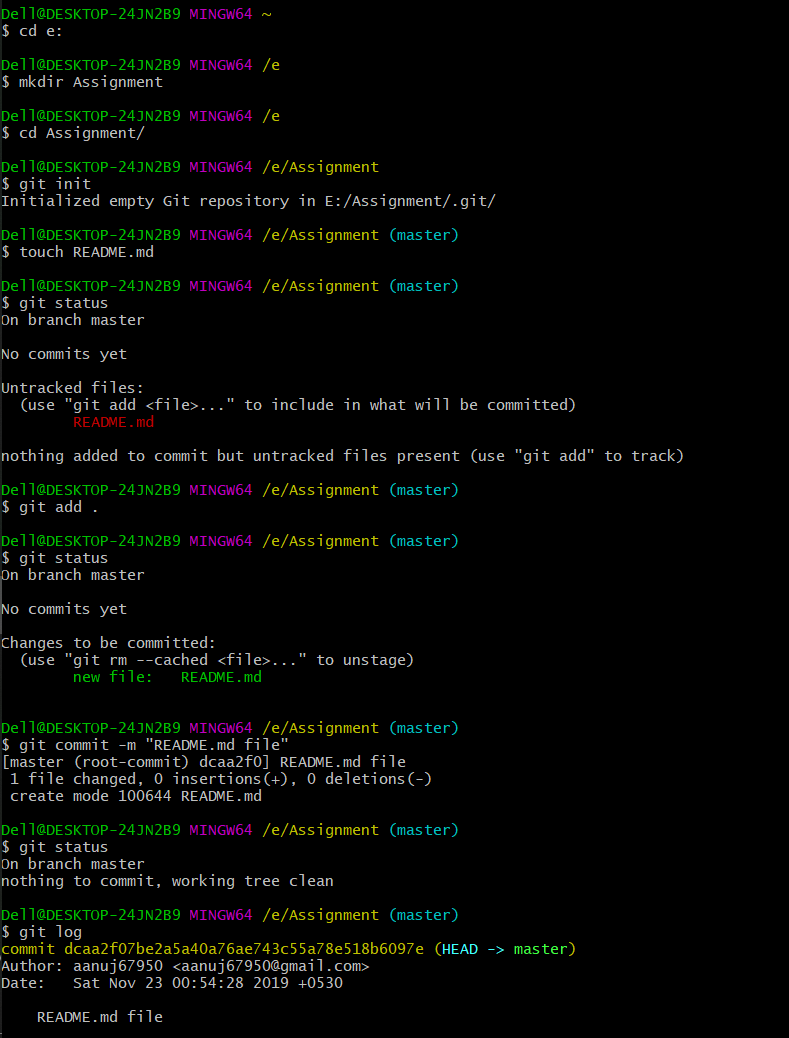 Dell@DESKTOP-24JN2B9 MINGW64 ~
$ cd e:
Dell@DESKTOP-24JN2B9 MINGW64 /e
$ mkdir Assignment
Dell@DESKTOP-24JN2B9 MINGW64 /e
$ cd Assignment/
Dell@DESKTOP-24JN2B9 MINGW64 /e/Assignment
$ git init
Initialized empty Git repository in E:/Assignment/.git/
Dell@DESKTOP-24JN2B9 MINGW64 /e/Assignment (master)
$ touch README.md
Dell@DESKTOP-24JN2B9 MINGW64 /e/Assignment (master)
$ git status
On branch master
No commits yet
Untracked files:
  (use "git add <file>..." to include in what will be committed)
        README.md
nothing added to commit but untracked files present (use "git add" to track)
Dell@DESKTOP-24JN2B9 MINGW64 /e/Assignment (master)
$ git add .
Dell@DESKTOP-24JN2B9 MINGW64 /e/Assignment (master)
$ git status
On branch master
No commits yet
Changes to be committed:
  (use "git rm --cached <file>..." to unstage)
        new file:   README.md
Dell@DESKTOP-24JN2B9 MINGW64 /e/Assignment (master)
$ git commit -m "README.md file"
[master (root-commit) dcaa2f0] README.md file
 1 file changed, 0 insertions(+), 0 deletions(-)
 create mode 100644 README.md
Dell@DESKTOP-24JN2B9 MINGW64 /e/Assignment (master)
$ git status
On branch master
nothing to commit, working tree clean
Dell@DESKTOP-24JN2B9 MINGW64 /e/Assignment (master)
$ git log
commit dcaa2f07be2a5a40a76ae743c55a78e518b6097e (HEAD -> master)
Author: aanuj67950 <aanuj67950@gmail.com>
Date:   Sat Nov 23 00:54:28 2019 +0530
    README.md file